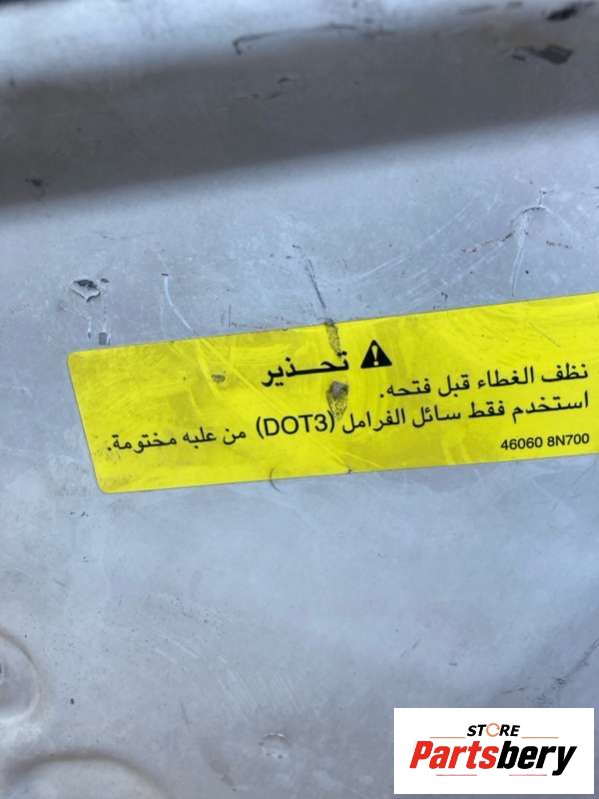 تحذير
نظف الغطاء قبل فتحه.
استخدم فقط سائل الفرامل (DOT3) من علبه مختومة.
46060 8N700
STORE
Partsbery